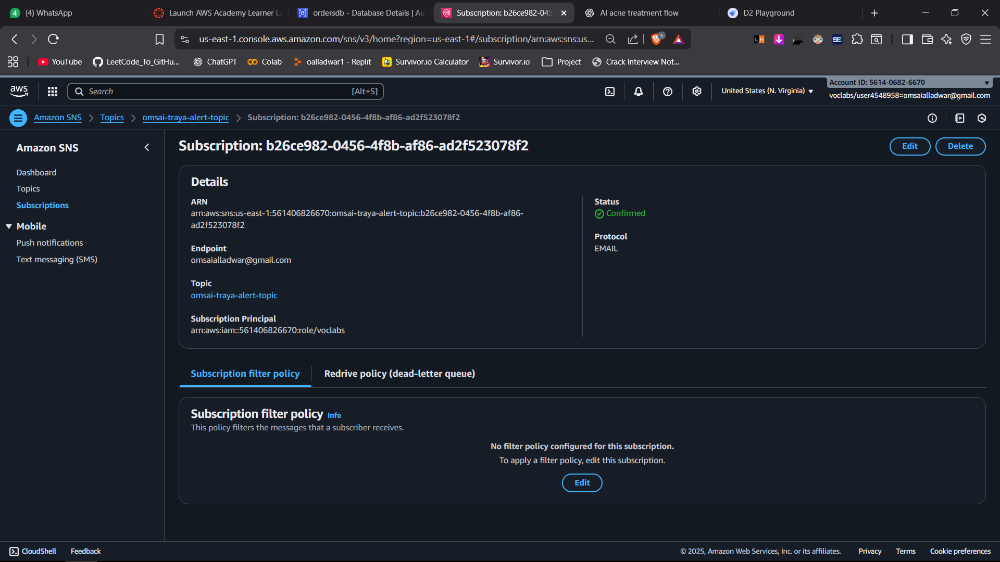 4 (4) WhatsApp
Launch AWS Academy Learner L
ordersdb - Database Details | Au
Subscription: b26ce982-045
AI acne treatment flow
D2 Playground
us-east-1.console.aws.amazon.com/sns/v3/home?region=us-east-1#/subscription/arn:aws:sns:us...
5
LH
SE
YouTube
LeetCode_To_GitHu...
ChatGPT
Colab
oalladwar1 - Replit
Survivor.io Calculator
Survivor.io
Project
Crack Interview Not...
aws
Search
[Alt+S]
United States (N. Virginia)
Account ID: 5614-0682-6670
voclabs/user4548958=omsaialladwar@gmail.com
Amazon SNS
Topics
omsai-traya-alert-topic
Subscription: b26ce982-0456-4f8b-af86-ad2f523078f2
Amazon SNS
Dashboard
Topics
Subscriptions
Mobile
Push notifications
Text messaging (SMS)
Subscription: b26ce982-0456-4f8b-af86-ad2f523078f2
Edit
Delete
Details
ARN
arn:aws:sns:us-east-1:561406826670:omsai-traya-alert-topic:b26ce982-0456-4f8b-af86-
ad2f523078f2
Endpoint
omsaialladwar@gmail.com
Topic
omsai-traya-alert-topic
Subscription Principal
arn:aws:iam::561406826670:role/voclabs
Status
Confirmed
Protocol
EMAIL
Subscription filter policy
Redrive policy (dead-letter queue)
Subscription filter policy Info
This policy filters the messages that a subscriber receives.
No filter policy configured for this subscription.
To apply a filter policy, edit this subscription.
Edit
CloudShell
Feedback
© 2025, Amazon Web Services, Inc. or its affiliates.
Privacy
Terms
Cookie preferences